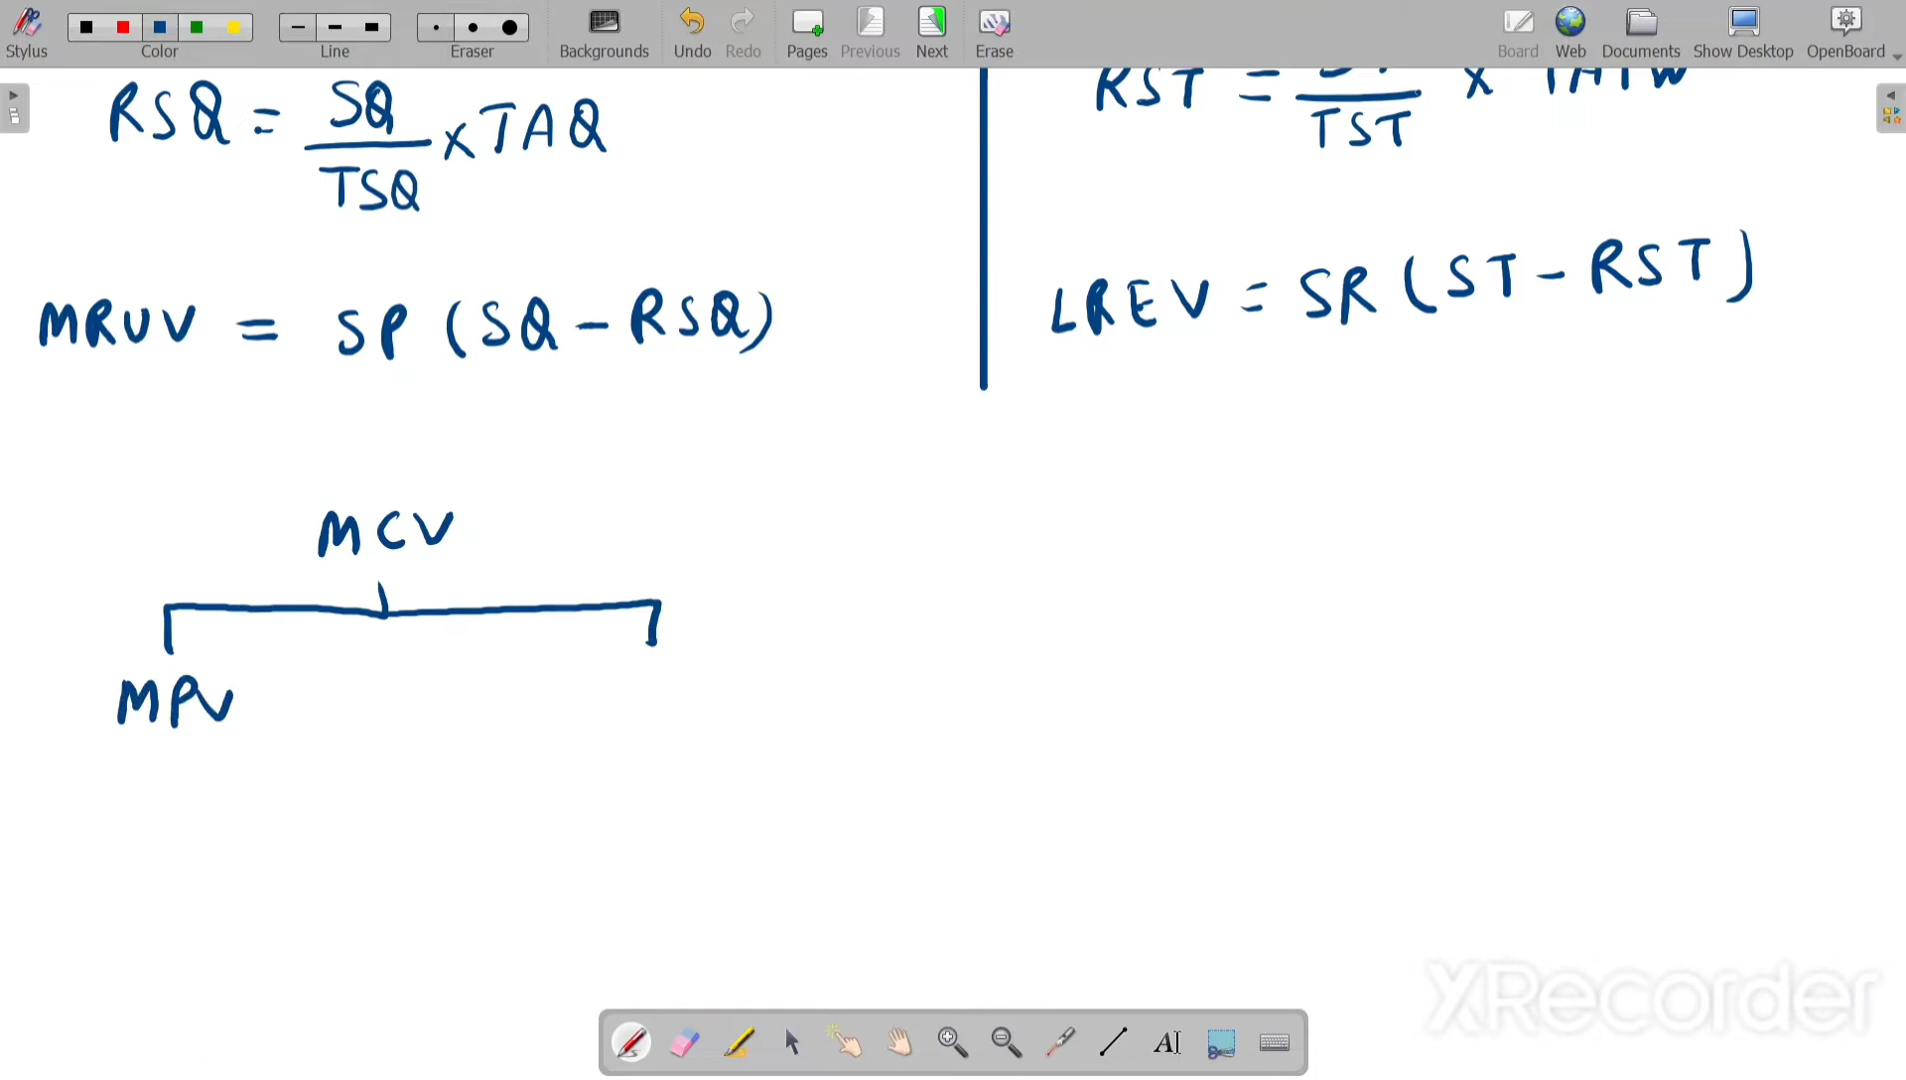 Stylus
Color
Line
Eraser
Backgrounds
Undo
Redo
Pages
Previous
Next
Erase
Board
Web
Documents
Show Desktop
OpenBoard
RSQ = SQ
TSQ
x TAQ
MRUV = SP (SQ - RSQ)
MCV
MPV
RST =
TST
x TATW
LREV = SR (ST - RST)
XRecorder